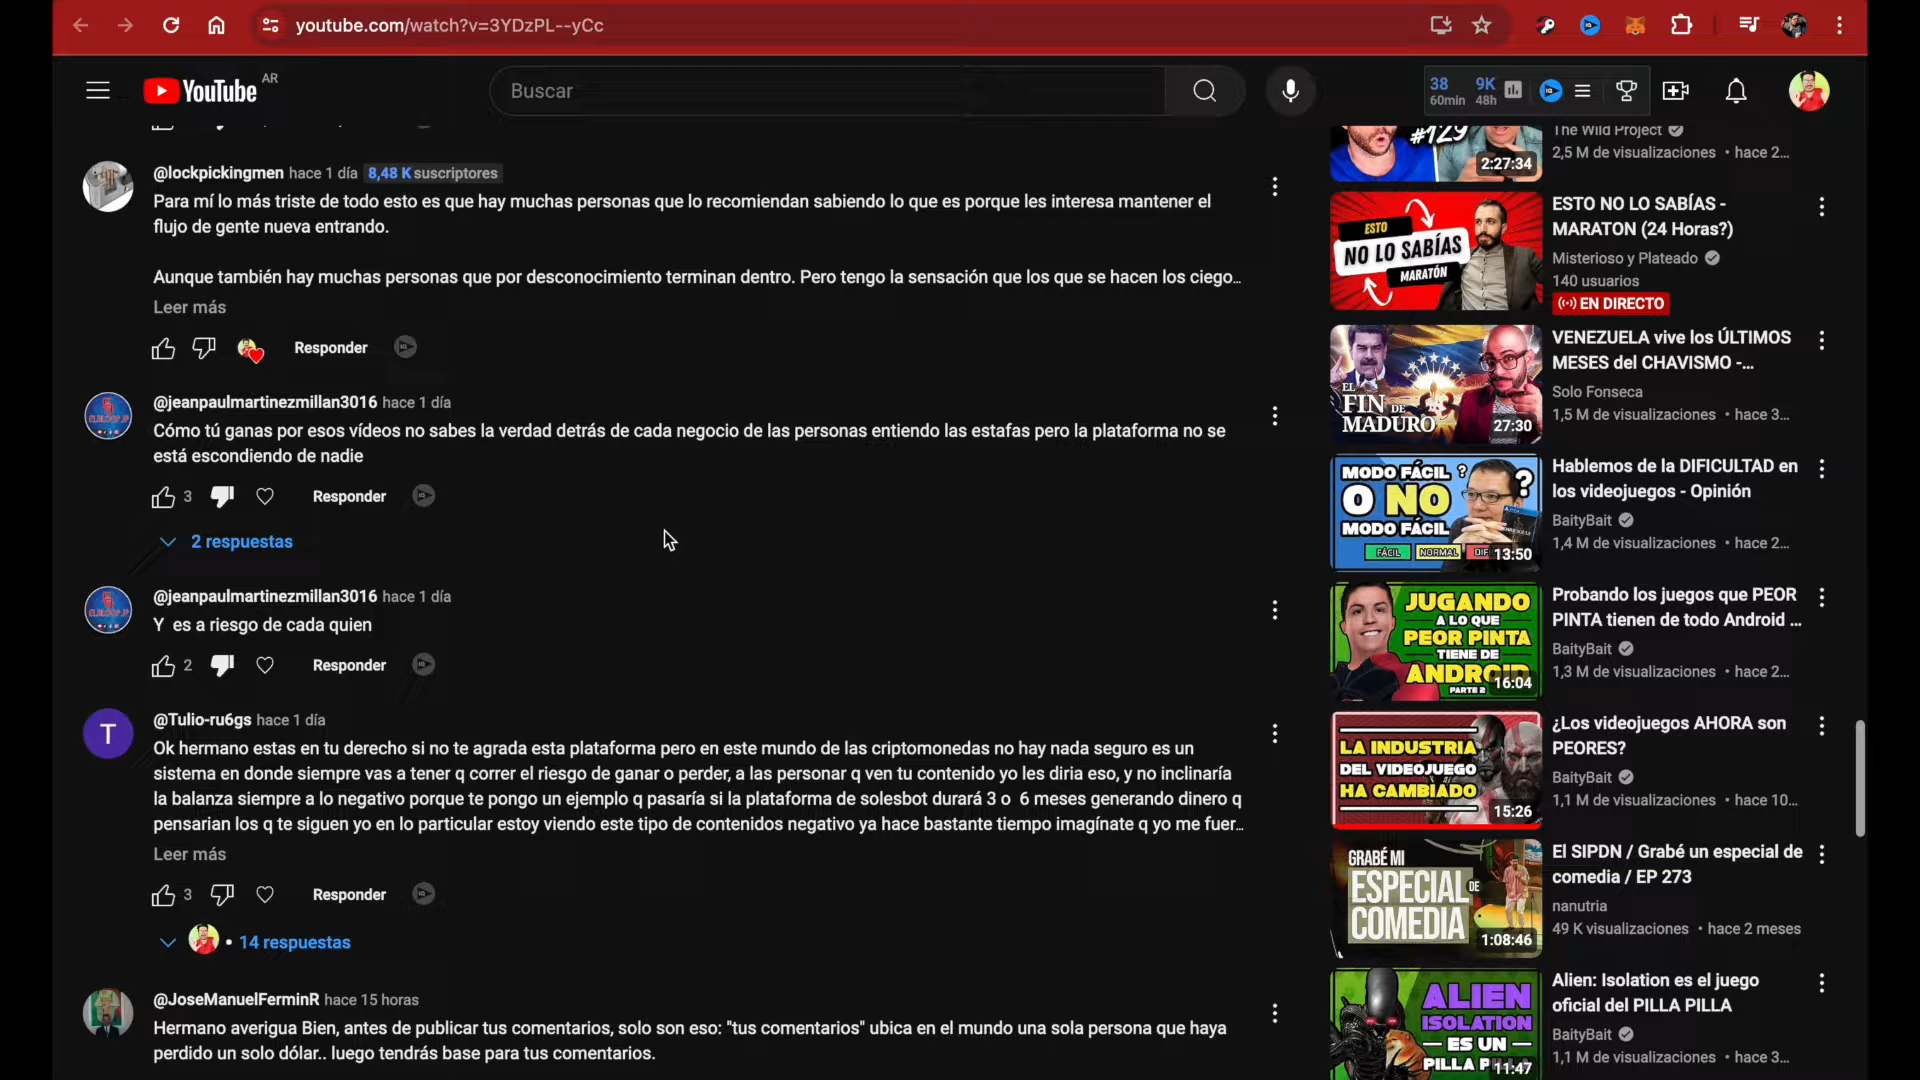 youtube.com/watch?v=3YDzPL--yCc
YouTube AR
Buscar
38 9K
60min 48h
@lockpickingmen hace 1 día 8,48 K suscriptores
Para mí lo más triste de todo esto es que hay muchas personas que lo recomiendan sabiendo lo que es porque les interesa mantener el
flujo de gente nueva entrando.
Aunque también hay muchas personas que por desconocimiento terminan dentro. Pero tengo la sensación que los que se hacen los ciego...
Leer más
Responder
@jeanpaulmartinezmillan3016 hace 1 día
Cómo tú ganas por esos vídeos no sabes la verdad detrás de cada negocio de las personas entiendo las estafas pero la plataforma no se
está escondiendo de nadie
3 Responder
2 respuestas
@jeanpaulmartinezmillan3016 hace 1 día
Y es a riesgo de cada quien
2 Responder
T
@Tulio-ru6gs hace 1 día
Ok hermano estas en tu derecho si no te agrada esta plataforma pero en este mundo de las criptomonedas no hay nada seguro es un
sistema en donde siempre vas a tener q correr el riesgo de ganar o perder, a las personar q ven tu contenido yo les diria eso, y no inclinaría
la balanza siempre a lo negativo porque te pongo un ejemplo q pasaría si la plataforma de solesbot durará 3 o 6 meses generando dinero q
pensarian los q te siguen yo en lo particular estoy viendo este tipo de contenidos negativo ya hace bastante tiempo imagínate q yo me fuer...
Leer más
3 Responder
• 14 respuestas
@JoseManuelFerminR hace 15 horas
Hermano averigua Bien, antes de publicar tus comentarios, solo son eso: "tus comentarios" ubica en el mundo una sola persona que haya
perdido un solo dólar.. luego tendrás base para tus comentarios.
#129
2:27:34
The Wild Project
2,5 M de visualizaciones • hace 2...
ESTO
NO LO SABÍAS
MARATÓN
ESTO NO LO SABÍAS -
MARATON (24 Horas?)
Misterioso y Plateado
140 usuarios
EN DIRECTO
EL
FIN DE
MADURO
27:30
VENEZUELA vive los ÚLTIMOS
MESES del CHAVISMO -...
Solo Fonseca
1,5 M de visualizaciones • hace 3...
MODO FÁCIL ?
O NO
MODO FÁCIL
?
FÁCIL NORMAL DIF
13:50
Hablemos de la DIFICULTAD en
los videojuegos - Opinión
BaityBait
1,4 M de visualizaciones • hace 2...
JUGANDO
A LO QUE
PEOR PINTA
TIENE DE
ANDROID
PARTE 2
16:04
Probando los juegos que PEOR
PINTA tienen de todo Android ...
BaityBait
1,3 M de visualizaciones • hace 2...
LA INDUSTRIA
DEL VIDEOJUEGO
HA CAMBIADO
15:26
¿Los videojuegos AHORA son
PEORES?
BaityBait
1,1 M de visualizaciones • hace 10...
GRABÉ MI
ESPECIAL DE
COMEDIA
1:08:46
El SIPDN / Grabé un especial de
comedia / EP 273
nanutria
49 K visualizaciones • hace 2 meses
ALIEN
ISOLATION
— ES UN —
PILLA P
11:47
Alien: Isolation es el juego
oficial del PILLA PILLA
BaityBait
1,1 M de visualizaciones • hace 3...